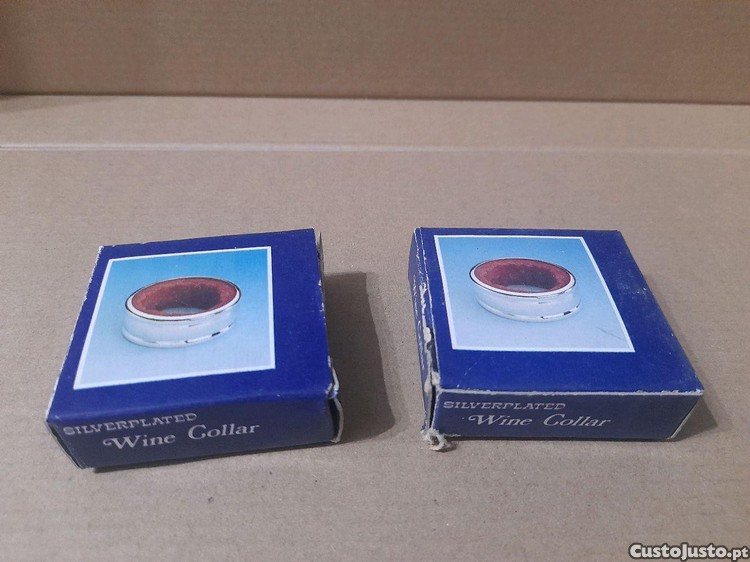 SILVERPLATED
Wine Collar
SILVERPLATED
Wine Collar
CustoJusto.pt